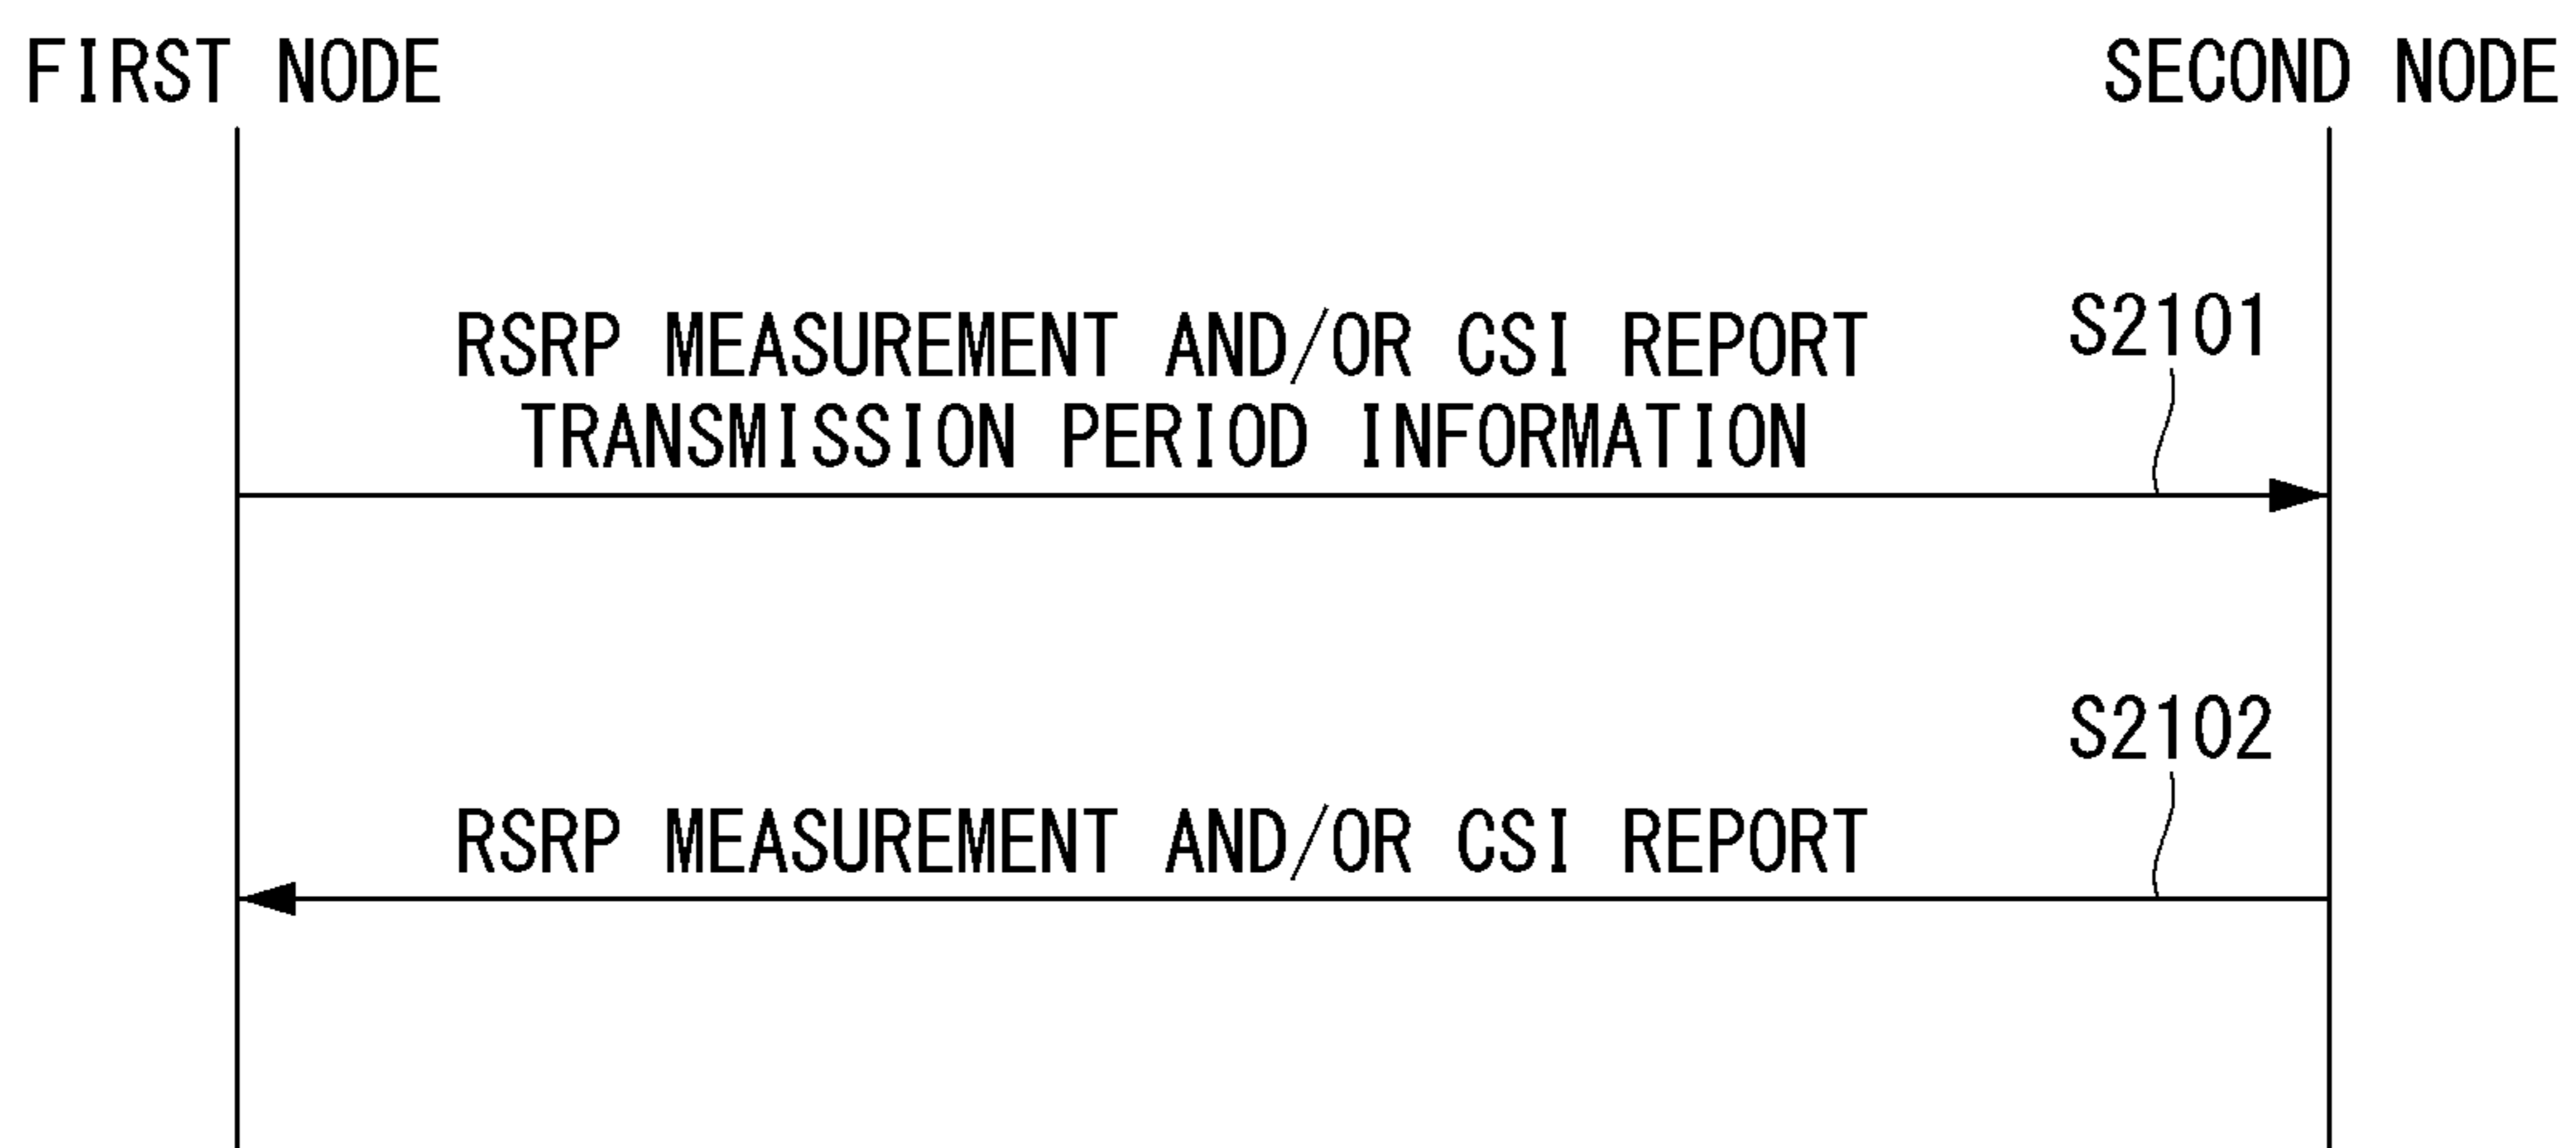 FIRST NODE
SECOND NODE
RSRP MEASUREMENT AND/OR CSI REPORT
TRANSMISSION PERIOD INFORMATION
S2101
RSRP MEASUREMENT AND/OR CSI REPORT
S2102